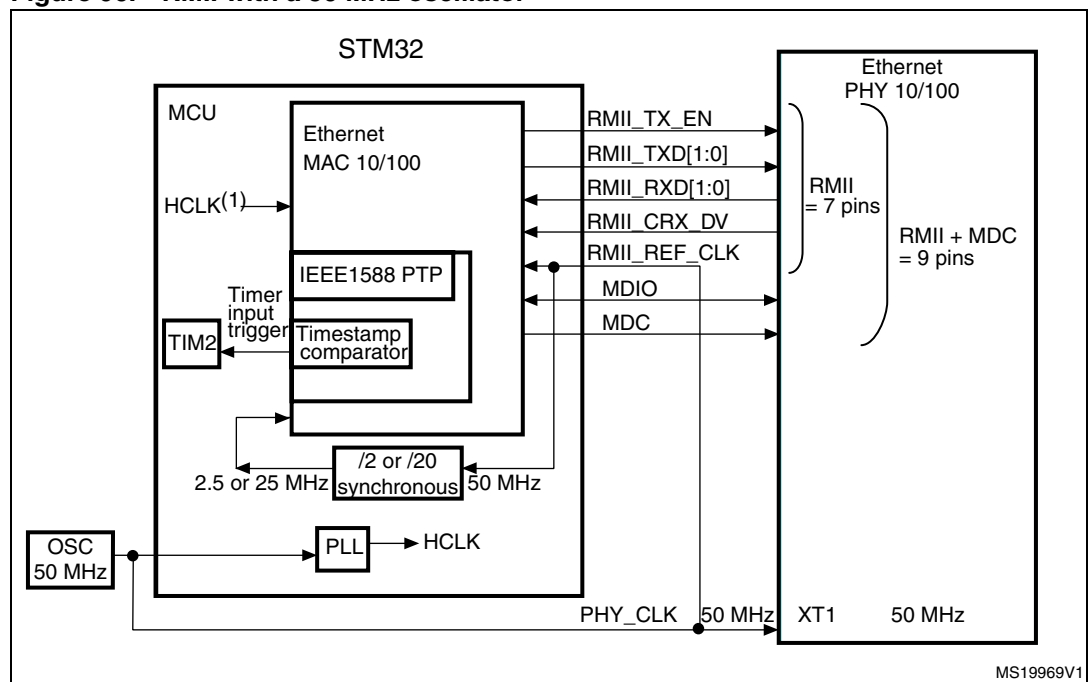 STM32
MCU
Ethernet
MAC 10/100
HCLK(1)
IEEE1588 PTP
Timer
input
trigger
TIM2
Timestamp
comparator
/2 or /20
synchronous
2.5 or 25 MHz
50 MHz
OSC
50 MHz
PLL
HCLK
RMII_TX_EN
RMII_TXD[1:0]
RMII_RXD[1:0]
RMII_CRX_DV
RMII_REF_CLK
MDIO
MDC
Ethernet
PHY 10/100
RMII
= 7 pins
RMII + MDC
= 9 pins
PHY_CLK
50 MHz
XT1
50 MHz
MS19969V1